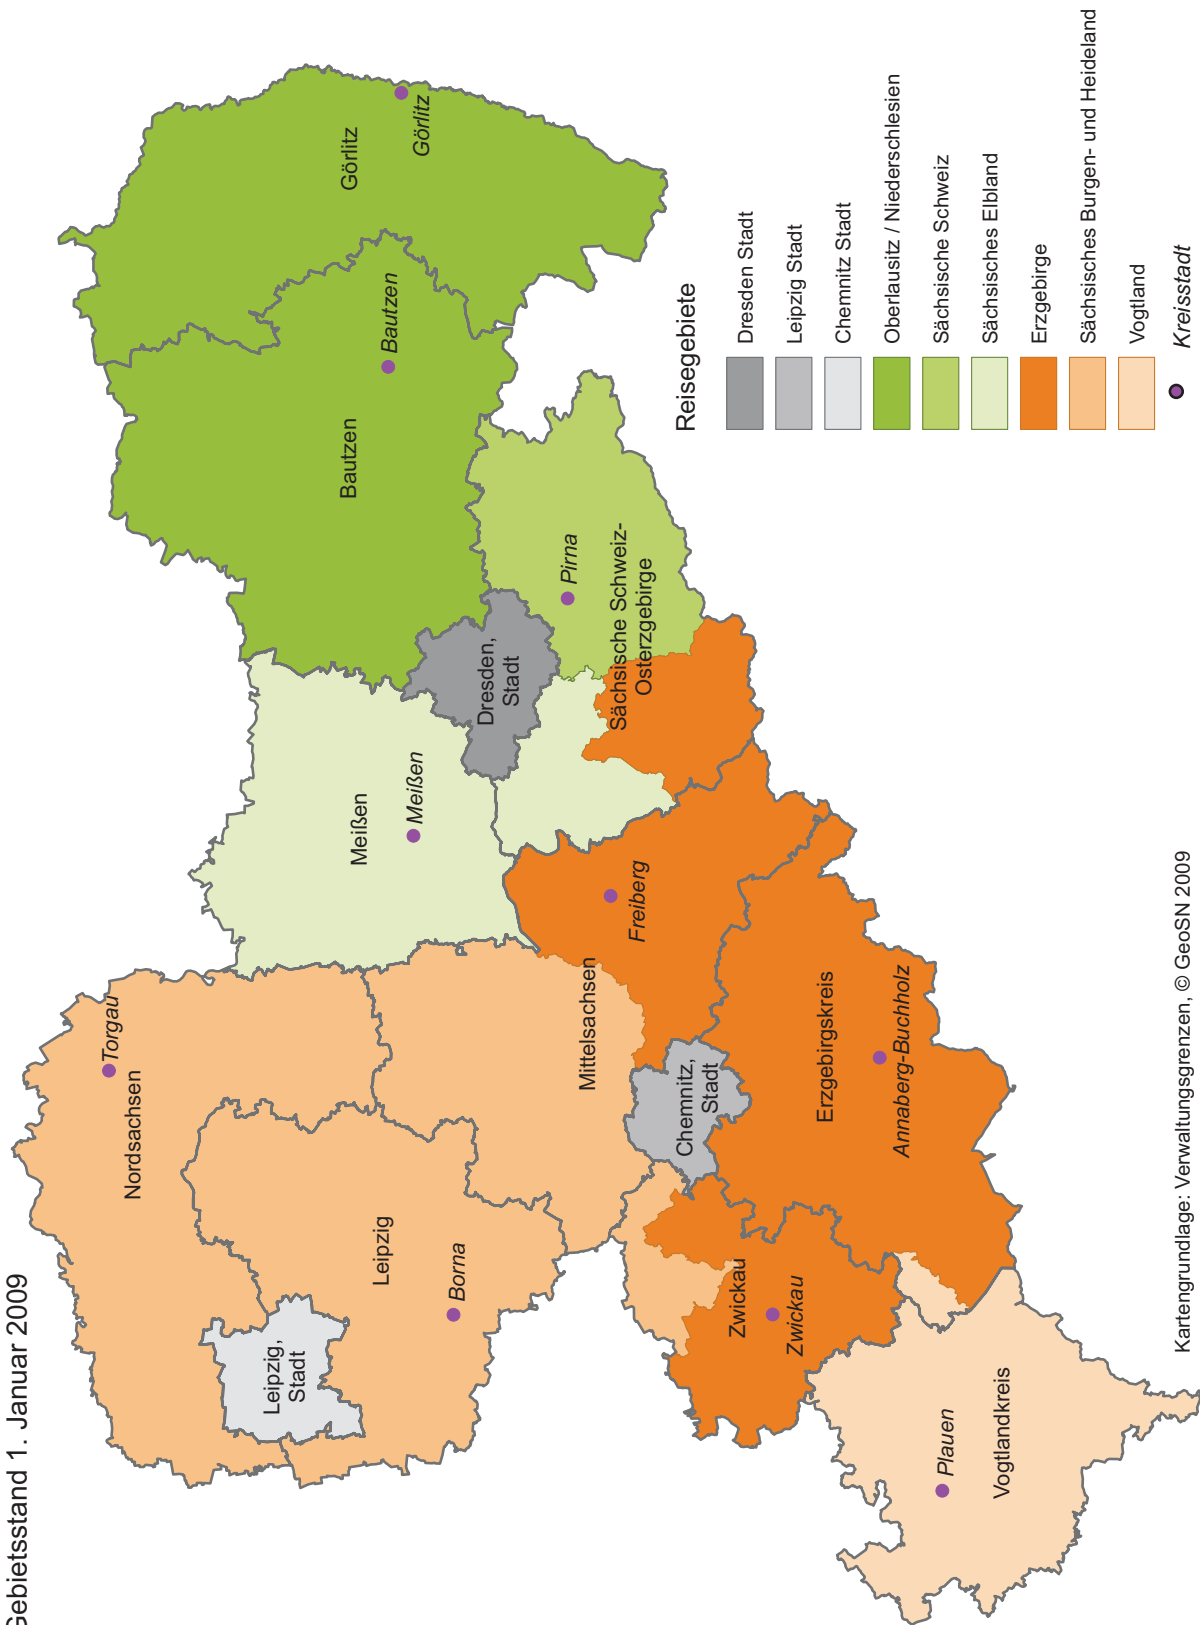 Gebietsstand 1. Januar 2009
Torgau
Nordsachsen
Leipzig,
Stadt
Leipzig
Borna
Mittelsachsen
Meißen
Meißen
Bautzen
Bautzen
Görlitz
Görlitz
Dresden,
Stadt
Pirna
Sächsische Schweiz-
Osterzgebirge
Freiberg
Chemnitz,
Stadt
Erzgebirgskreis
Annaberg-Buchholz
Zwickau
Zwickau
Plauen
Vogtlandkreis
Reisegebiete
Dresden Stadt
Leipzig Stadt
Chemnitz Stadt
Oberlausitz / Niederschlesien
Sächsische Schweiz
Sächsisches Elbland
Erzgebirge
Sächsisches Burgen- und Heideland
Vogtland
Kreisstadt
Kartengrundlage: Verwaltungsgrenzen, © GeoSN 2009